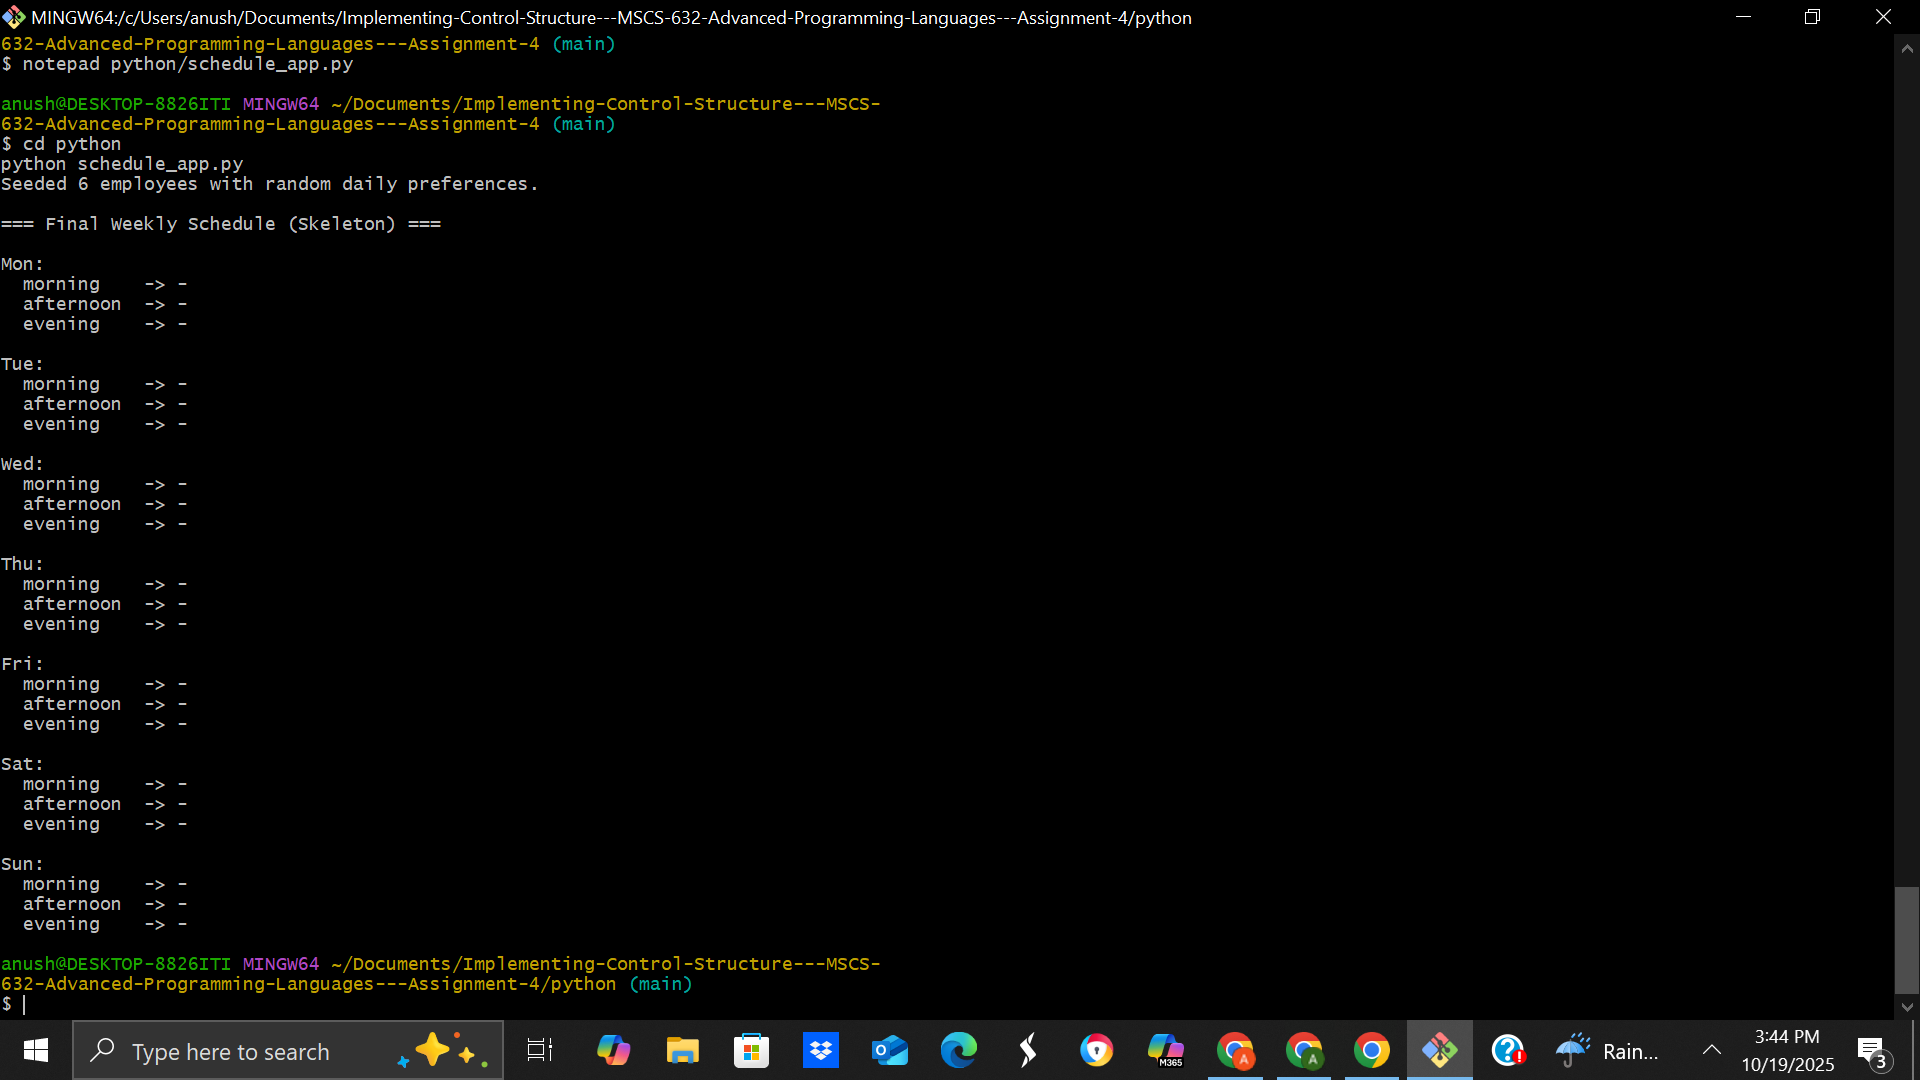 MINGW64:/c/Users/anush/Documents/Implementing-Control-Structure---MSCS-632-Advanced-Programming-Languages---Assignment-4/python
632-Advanced-Programming-Languages---Assignment-4 (main)
$ notepad python/schedule_app.py
anush@DESKTOP-8826ITI MINGW64 ~/Documents/Implementing-Control-Structure---MSCS-
632-Advanced-Programming-Languages---Assignment-4 (main)
$ cd python
python schedule_app.py
Seeded 6 employees with random daily preferences.
=== Final Weekly Schedule (Skeleton) ===
Mon:
morning -> -
afternoon -> -
evening -> -
Tue:
morning -> -
afternoon -> -
evening -> -
Wed:
morning -> -
afternoon -> -
evening -> -
Thu:
morning -> -
afternoon -> -
evening -> -
Fri:
morning -> -
afternoon -> -
evening -> -
Sat:
morning -> -
afternoon -> -
evening -> -
Sun:
morning -> -
afternoon -> -
evening -> -
anush@DESKTOP-8826ITI MINGW64 ~/Documents/Implementing-Control-Structure---MSCS-
632-Advanced-Programming-Languages---Assignment-4/python (main)
$
Type here to search
M365
A
A
Rain...
3:44 PM
10/19/2025
3